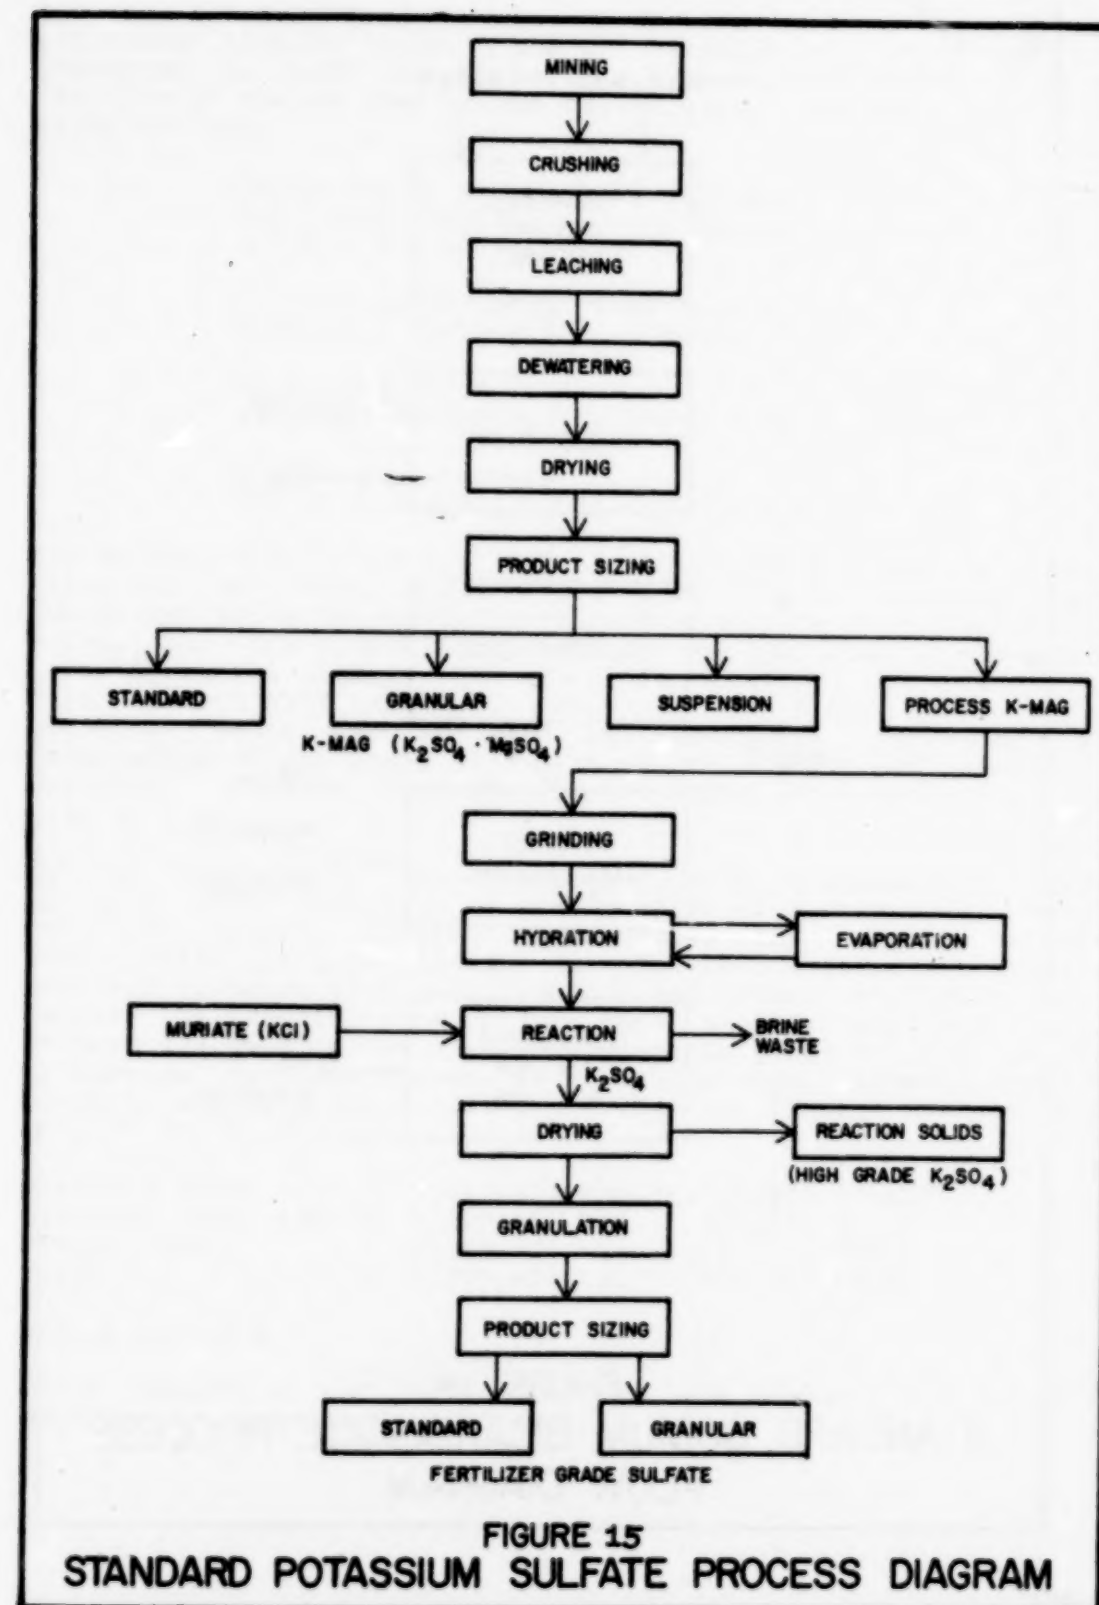 MINING
CRUSHING
LEACHING
DEWATERING
DRYING
PRODUCT SIZING
STANDARD
GRANULAR
SUSPENSION
PROCESS K-MAG
K-MAG (K₂SO₄ · MgSO₄)
GRINDING
HYDRATION
EVAPORATION
MURIATE (KCl)
REACTION
BRINE
WASTE
K₂SO₄
DRYING
REACTION SOLIDS
(HIGH GRADE K₂SO₄)
GRANULATION
PRODUCT SIZING
STANDARD
GRANULAR
FERTILIZER GRADE SULFATE
FIGURE 15
STANDARD POTASSIUM SULFATE PROCESS DIAGRAM